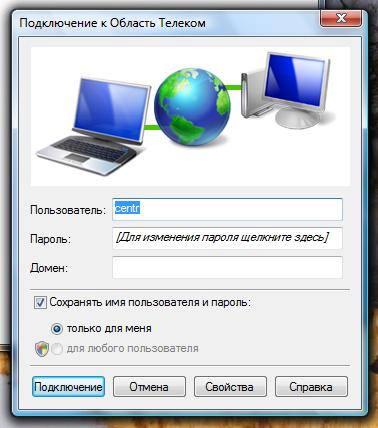 Подключение к Область Телеком
Пользователь: centr
Пароль: [Для изменения пароля щелкните здесь]
Домен:
Сохранять имя пользователя и пароль:
только для меня
для любого пользователя
Подключение Отмена Свойства Справка